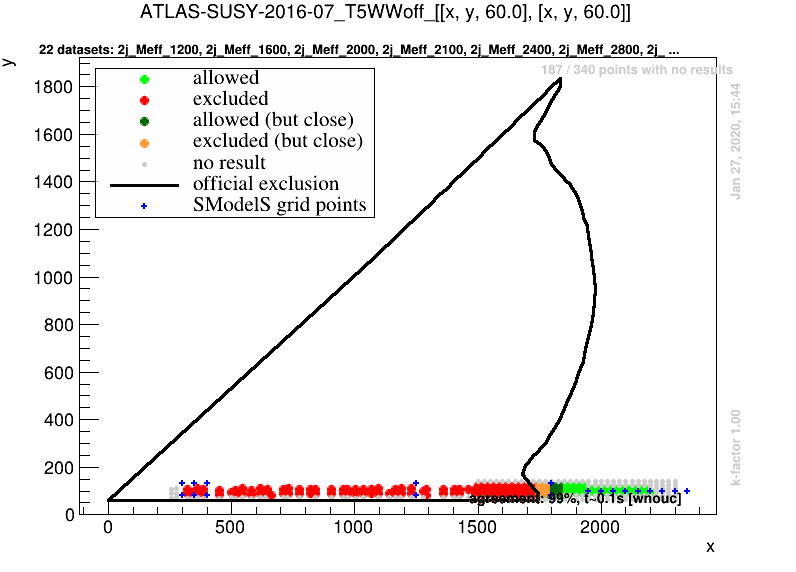 ATLAS-SUSY-2016-07_T5WWoff_[[x, y, 60.0], [x, y, 60.0]]
22 datasets: 2j_Meff_1200, 2j_Meff_1600, 2j_Meff_2000, 2j_Meff_2100, 2j_Meff_2400, 2j_Meff_2800, 2j_ ...
187 / 340 points with no results
y
allowed
excluded
allowed (but close)
excluded (but close)
no result
official exclusion
SModelS grid points
Jan 27, 2020, 15:44
k-factor 1.00
1800
1600
1400
1200
1000
800
600
400
200
0
agreement: 99%, t~0.1s [wnouc]
0 500 1000 1500 2000
x